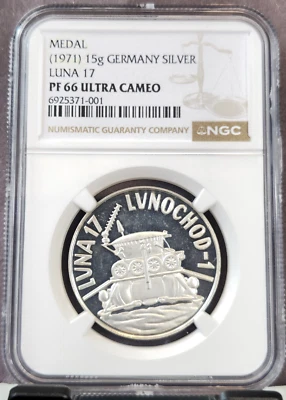 MEDAL
(1971) 15g GERMANY SILVER
LUNA 17
PF 66 ULTRA CAMEO
6925371-001
NUMISMATIC GUARANTY COMPANY
NGC
LUNA 17 LVNOCHOD-1